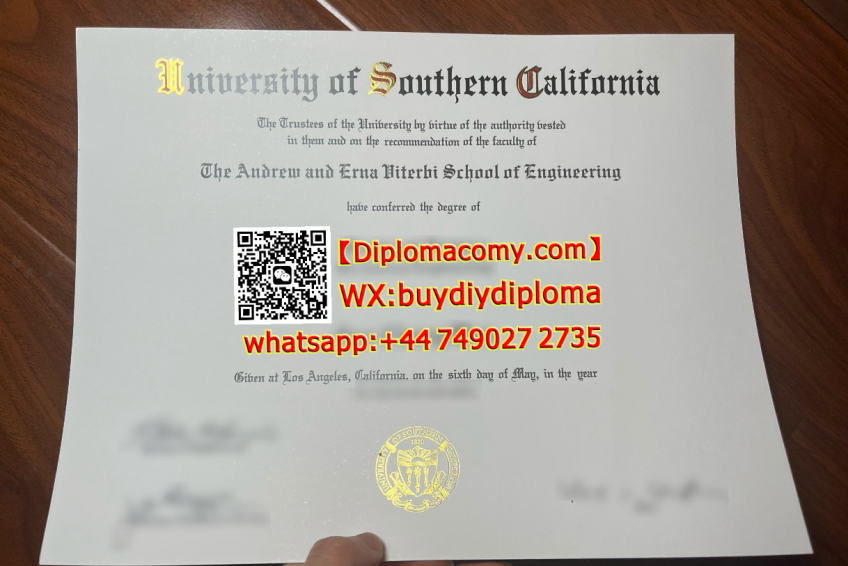 University of Southern California
The Trustees of the University by virtue of the authority vested
in them and on the recommendation of the faculty of
The Andrew and Erna Viterbi School of Engineering
have conferred the degree of
【Diplomacomy.com】
WX:buydiydiploma
whatsapp:+44 749027 2735
Given at Los Angeles, California, on the sixth day of May, in the year